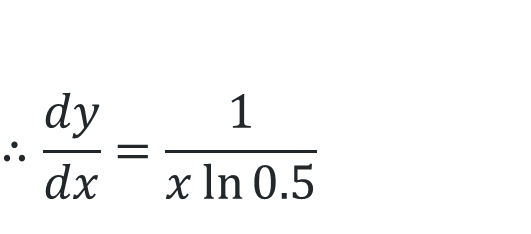 ∴ dy/dx = 1/(x ln 0.5)